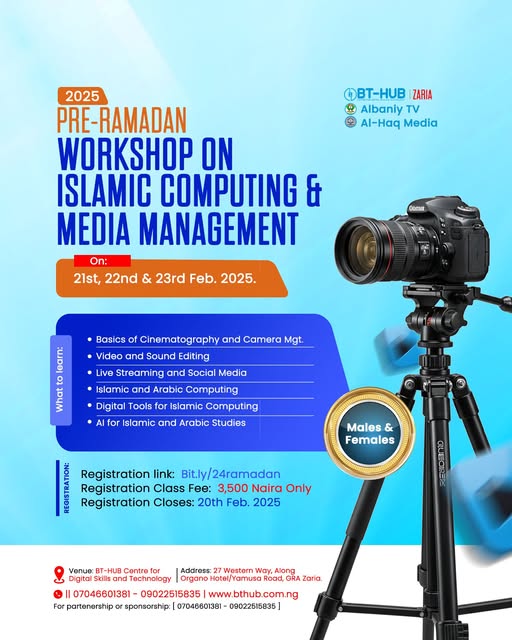 2025
PRE-RAMADAN
WORKSHOP ON
ISLAMIC COMPUTING &
MEDIA MANAGEMENT
BT-HUB | ZARIA
Albaniy TV
Al-Haq Media
On:
21st, 22nd & 23rd Feb. 2025.
What to learn:
• Basics of Cinematography and Camera Mgt.
• Video and Sound Editing
• Live Streaming and Social Media
• Islamic and Arabic Computing
• Digital Tools for Islamic Computing
• AI for Islamic and Arabic Studies
Males &
Females
REGISTRATION:
Registration link: Bit.ly/24ramadan
Registration Class Fee: 3,500 Naira Only
Registration Closes: 20th Feb. 2025
Venue: BT-HUB Centre for
Digital Skills and Technology
Address: 27 Western Way, Along
Organo Hotel/Yamusa Road, GRA Zaria.
|| 07046601381 - 09022515835 | www.bthub.com.ng
For partenership or sponsorship: [ 07046601381 - 09022515835 ]